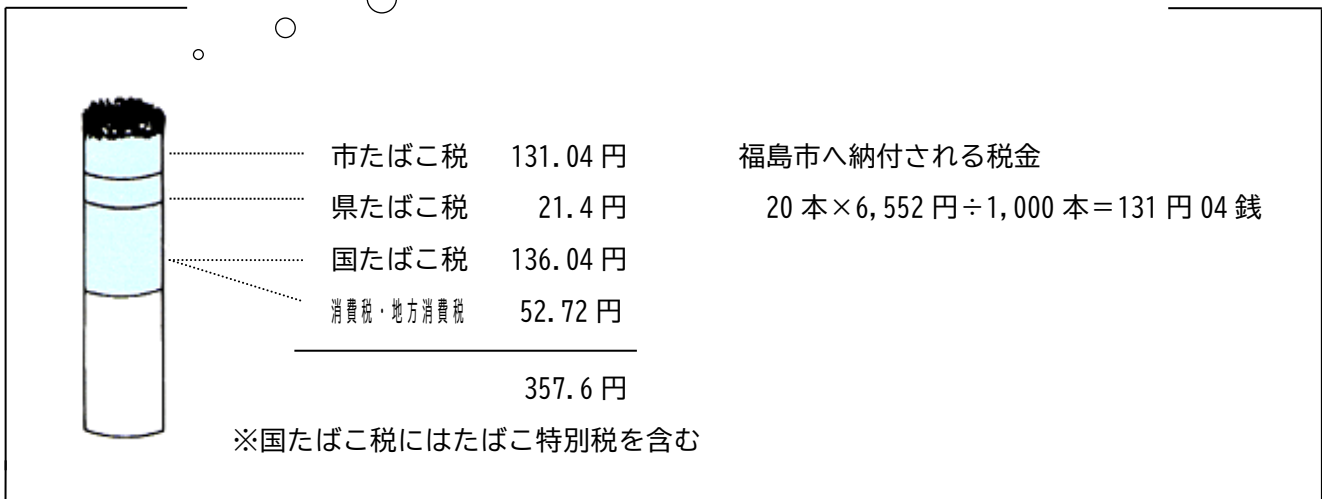 市たばこ税 131.04円 福島市へ納付される税金
県たばこ税 21.4円 20本×6,552円÷1,000本＝131円04銭
国たばこ税 136.04円
消費税・地方消費税 52.72円
357.6円
※国たばこ税にはたばこ特別税を含む